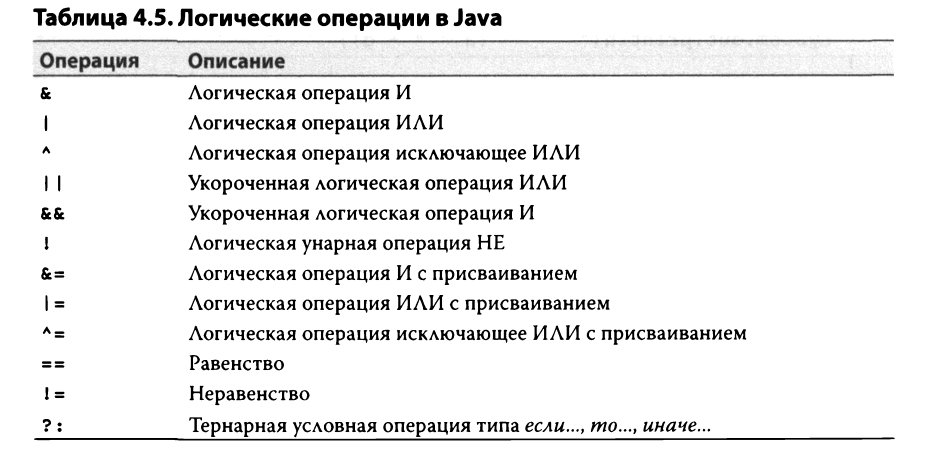 Таблица 4.5. Логические операции в Java
Операция Описание
& Логическая операция И
| Логическая операция ИЛИ
^ Логическая операция исключающее ИЛИ
|| Укороченная логическая операция ИЛИ
&& Укороченная логическая операция И
! Логическая унарная операция НЕ
&= Логическая операция И с присваиванием
|= Логическая операция ИЛИ с присваиванием
^= Логическая операция исключающее ИЛИ с присваиванием
== Равенство
!= Неравенство
?: Тернарная условная операция типа если..., то..., иначе...